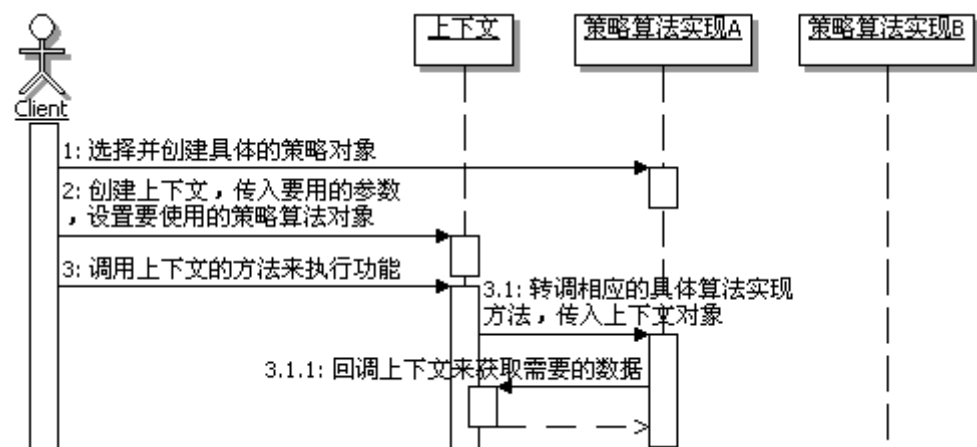 上下文
策略算法实现A
策略算法实现B
Client
1: 选择并创建具体的策略对象
2: 创建上下文，传入要用的参数
，设置要使用的策略算法对象
3: 调用上下文的方法来执行功能
3.1: 转调相应的具体算法实现
方法，传入上下文对象
3.1.1: 回调上下文来获取需要的数据